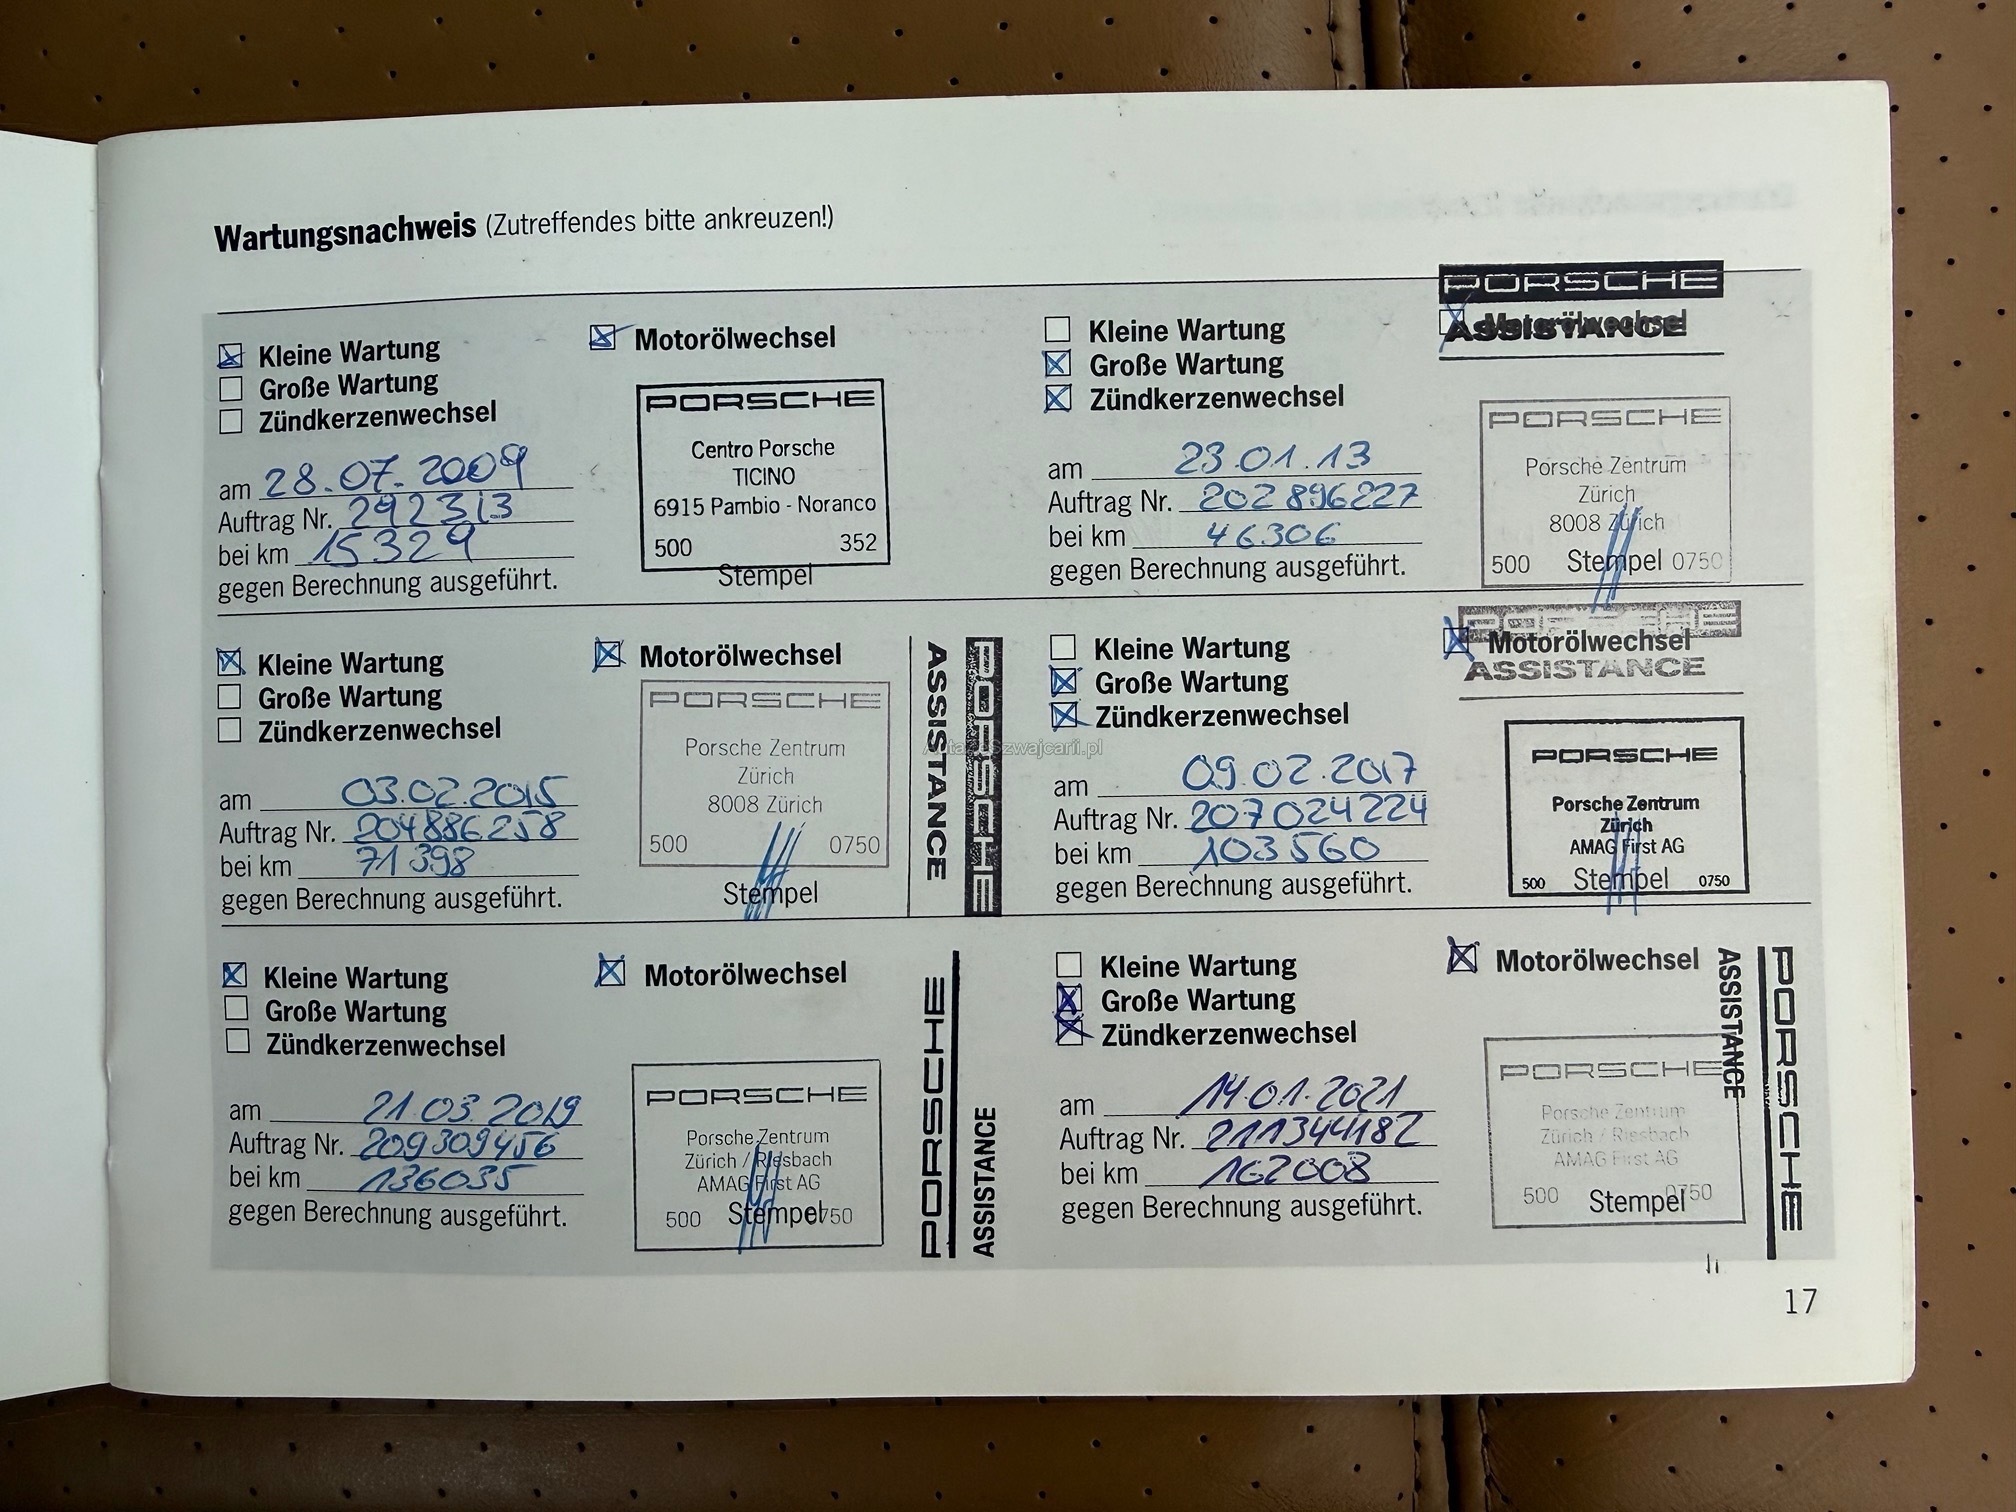 Wartungsnachweis (Zutreffendes bitte ankreuzen!)
Kleine Wartung
Große Wartung
Zündkerzenwechsel
Motorölwechsel
am 28.07.2009
Auftrag Nr. 292313
bei km 15329
gegen Berechnung ausgeführt.
PORSCHE
Centro Porsche
TICINO
6915 Pambio - Noranco
500 352
Stempel
Kleine Wartung
Große Wartung
Zündkerzenwechsel
Motorölwechsel
PORSCHE
ASSISTANCE
am 23.01.13
Auftrag Nr. 202896227
bei km 46306
gegen Berechnung ausgeführt.
PORSCHE
Porsche Zentrum
Zürich
8008 Zürich
500 Stempel 0750
Kleine Wartung
Große Wartung
Zündkerzenwechsel
Motorölwechsel
am 03.02.2015
Auftrag Nr. 204886258
bei km 71398
gegen Berechnung ausgeführt.
PORSCHE
Porsche Zentrum
Zürich
8008 Zürich
500 0750
Stempel
PORSCHE
ASSISTANCE
Kleine Wartung
Große Wartung
Zündkerzenwechsel
Motorölwechsel
PORSCHE
ASSISTANCE
am 09.02.2017
Auftrag Nr. 207024224
bei km 103560
gegen Berechnung ausgeführt.
PORSCHE
Porsche Zentrum
Zürich
AMAG First AG
500 Stempel 0750
Kleine Wartung
Große Wartung
Zündkerzenwechsel
Motorölwechsel
am 21.03.2019
Auftrag Nr. 209309456
bei km 136035
gegen Berechnung ausgeführt.
PORSCHE
Porsche Zentrum
Zürich / Riesbach
AMAG First AG
500 Stempel 0750
PORSCHE
ASSISTANCE
Kleine Wartung
Große Wartung
Zündkerzenwechsel
Motorölwechsel
am 14.01.2021
Auftrag Nr. 211344182
bei km 162008
gegen Berechnung ausgeführt.
PORSCHE
Porsche Zentrum
Zürich / Riesbach
AMAG First AG
500 Stempel 0750
PORSCHE
ASSISTANCE
17